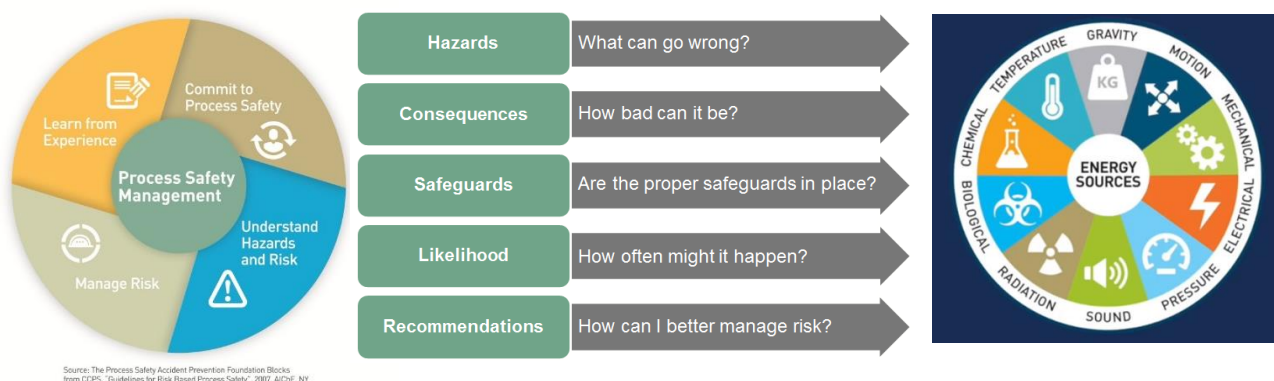 Commit to
Process Safety
Learn from
Experience
Process Safety
Management
Understand
Hazards
and Risk
Manage Risk
Source: The Process Safety Accident Prevention Foundation Blocks
from CCPS, "Guidelines for Risk Based Process Safety", 2007, AIChE, NY
Hazards
What can go wrong?
Consequences
How bad can it be?
Safeguards
Are the proper safeguards in place?
Likelihood
How often might it happen?
Recommendations
How can I better manage risk?
GRAVITY
MOTION
MECHANICAL
ELECTRICAL
PRESSURE
SOUND
RADIATION
BIOLOGICAL
CHEMICAL
TEMPERATURE
KG
ENERGY
SOURCES